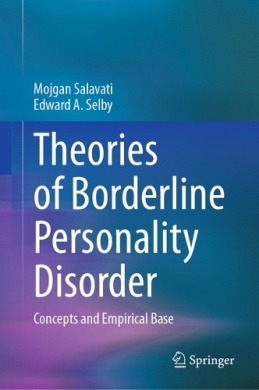 Mojgan Salavati
Edward A. Selby
Theories
of Borderline
Personality
Disorder
Concepts and Empirical Base
Springer